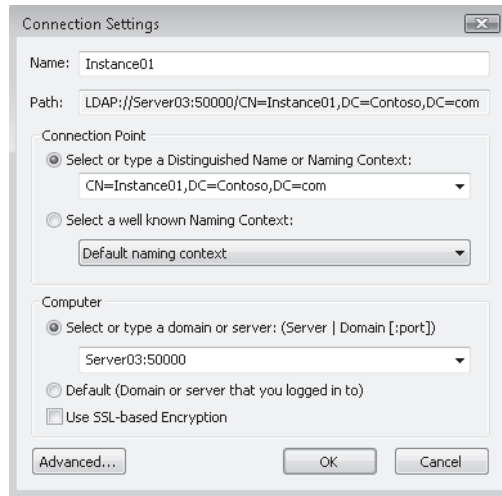 Connection Settings
Name: Instance01
Path: LDAP://Server03:50000/CN=Instance01,DC=Contoso,DC=com
Connection Point
Select or type a Distinguished Name or Naming Context:
CN=Instance01,DC=Contoso,DC=com
Select a well known Naming Context:
Default naming context
Computer
Select or type a domain or server: (Server | Domain [:port])
Server03:50000
Default (Domain or server that you logged in to)
Use SSL-based Encryption
Advanced... OK Cancel